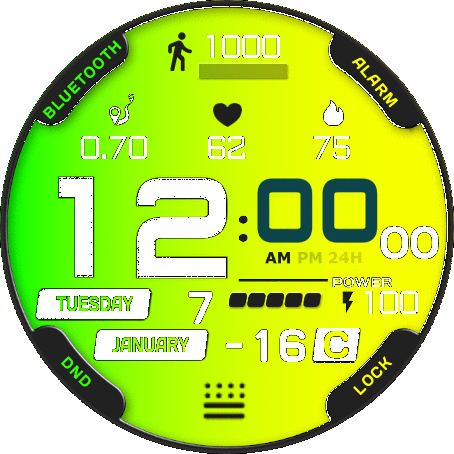 BLUETOOTH
1000
ALARM
0.70 62 75
12:00 00
AM PM 24H
POWER
TUESDAY 7 100
JANUARY -16 C
DND
LOCK